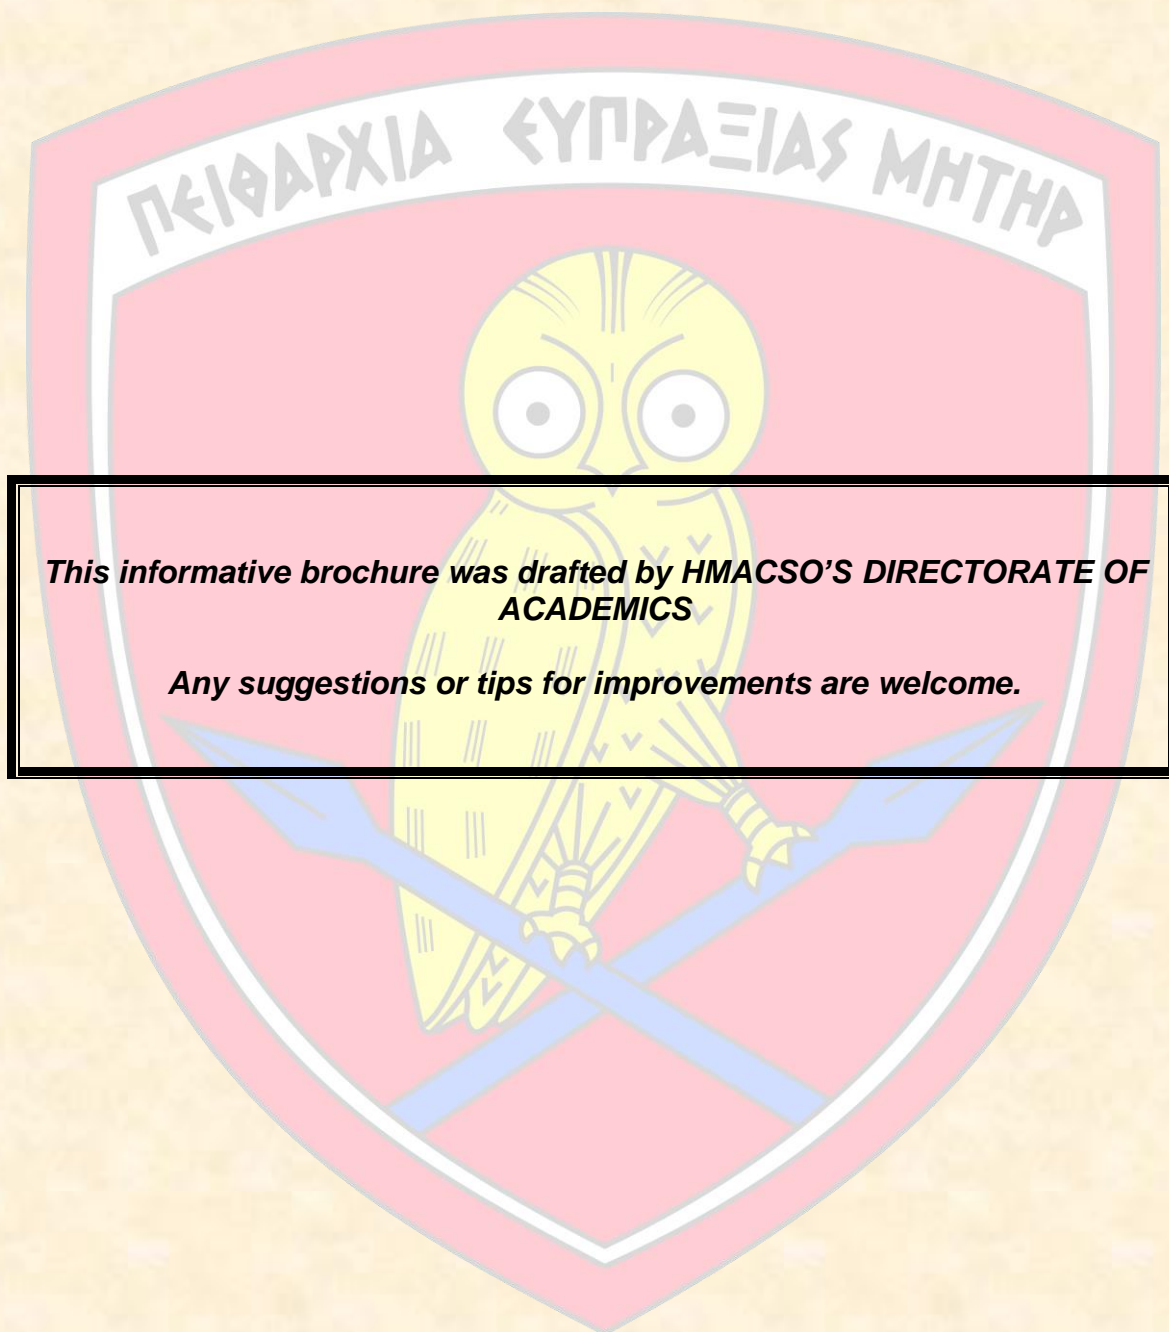 ΠΕΙΘΑΡΧΙΑ ΕΥΠΡΑΞΙΑΣ ΜΗΤΗΡ
This informative brochure was drafted by HMACSO’S DIRECTORATE OF
ACADEMICS
Any suggestions or tips for improvements are welcome.